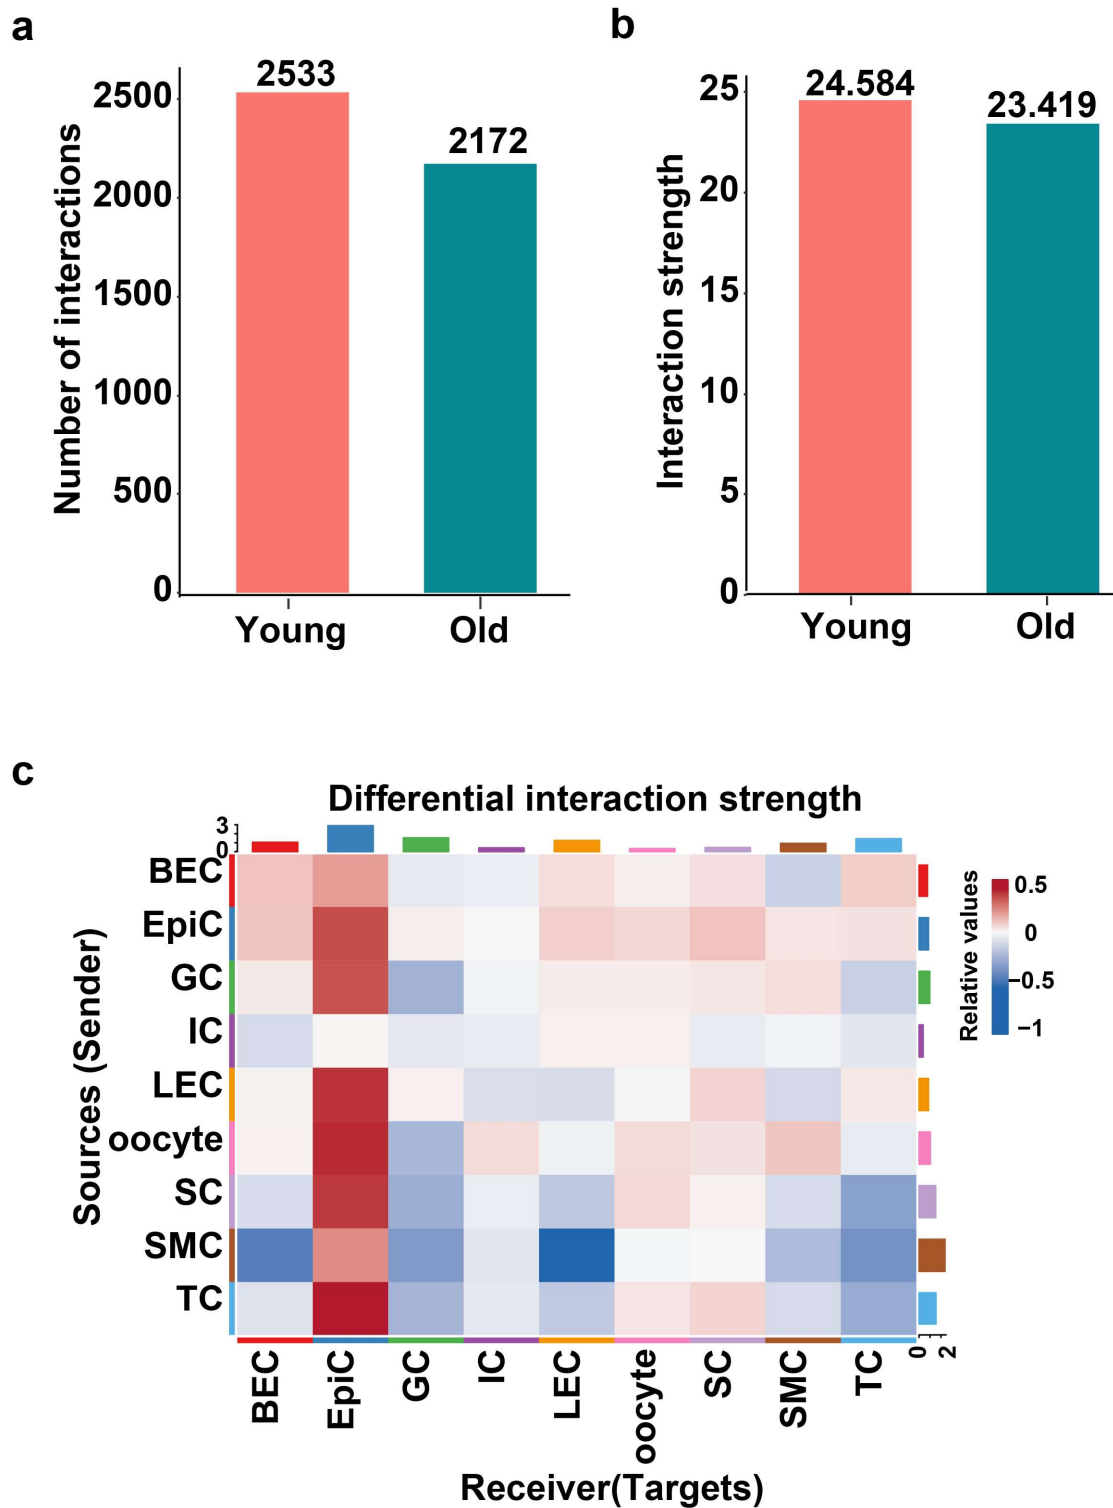 a
2533
2172
2500
2000
1500
1000
500
0
Number of interactions
Young
Old
b
24.584
23.419
25
20
15
10
5
0
Interaction strength
Young
Old
c
Differential interaction strength
3
0
BEC
EpiC
GC
IC
LEC
oocyte
SC
SMC
TC
Sources (Sender)
BEC
EpiC
GC
IC
LEC
oocyte
SC
SMC
TC
Receiver(Targets)
0
2
Relative values
0.5
0
−0.5
−1